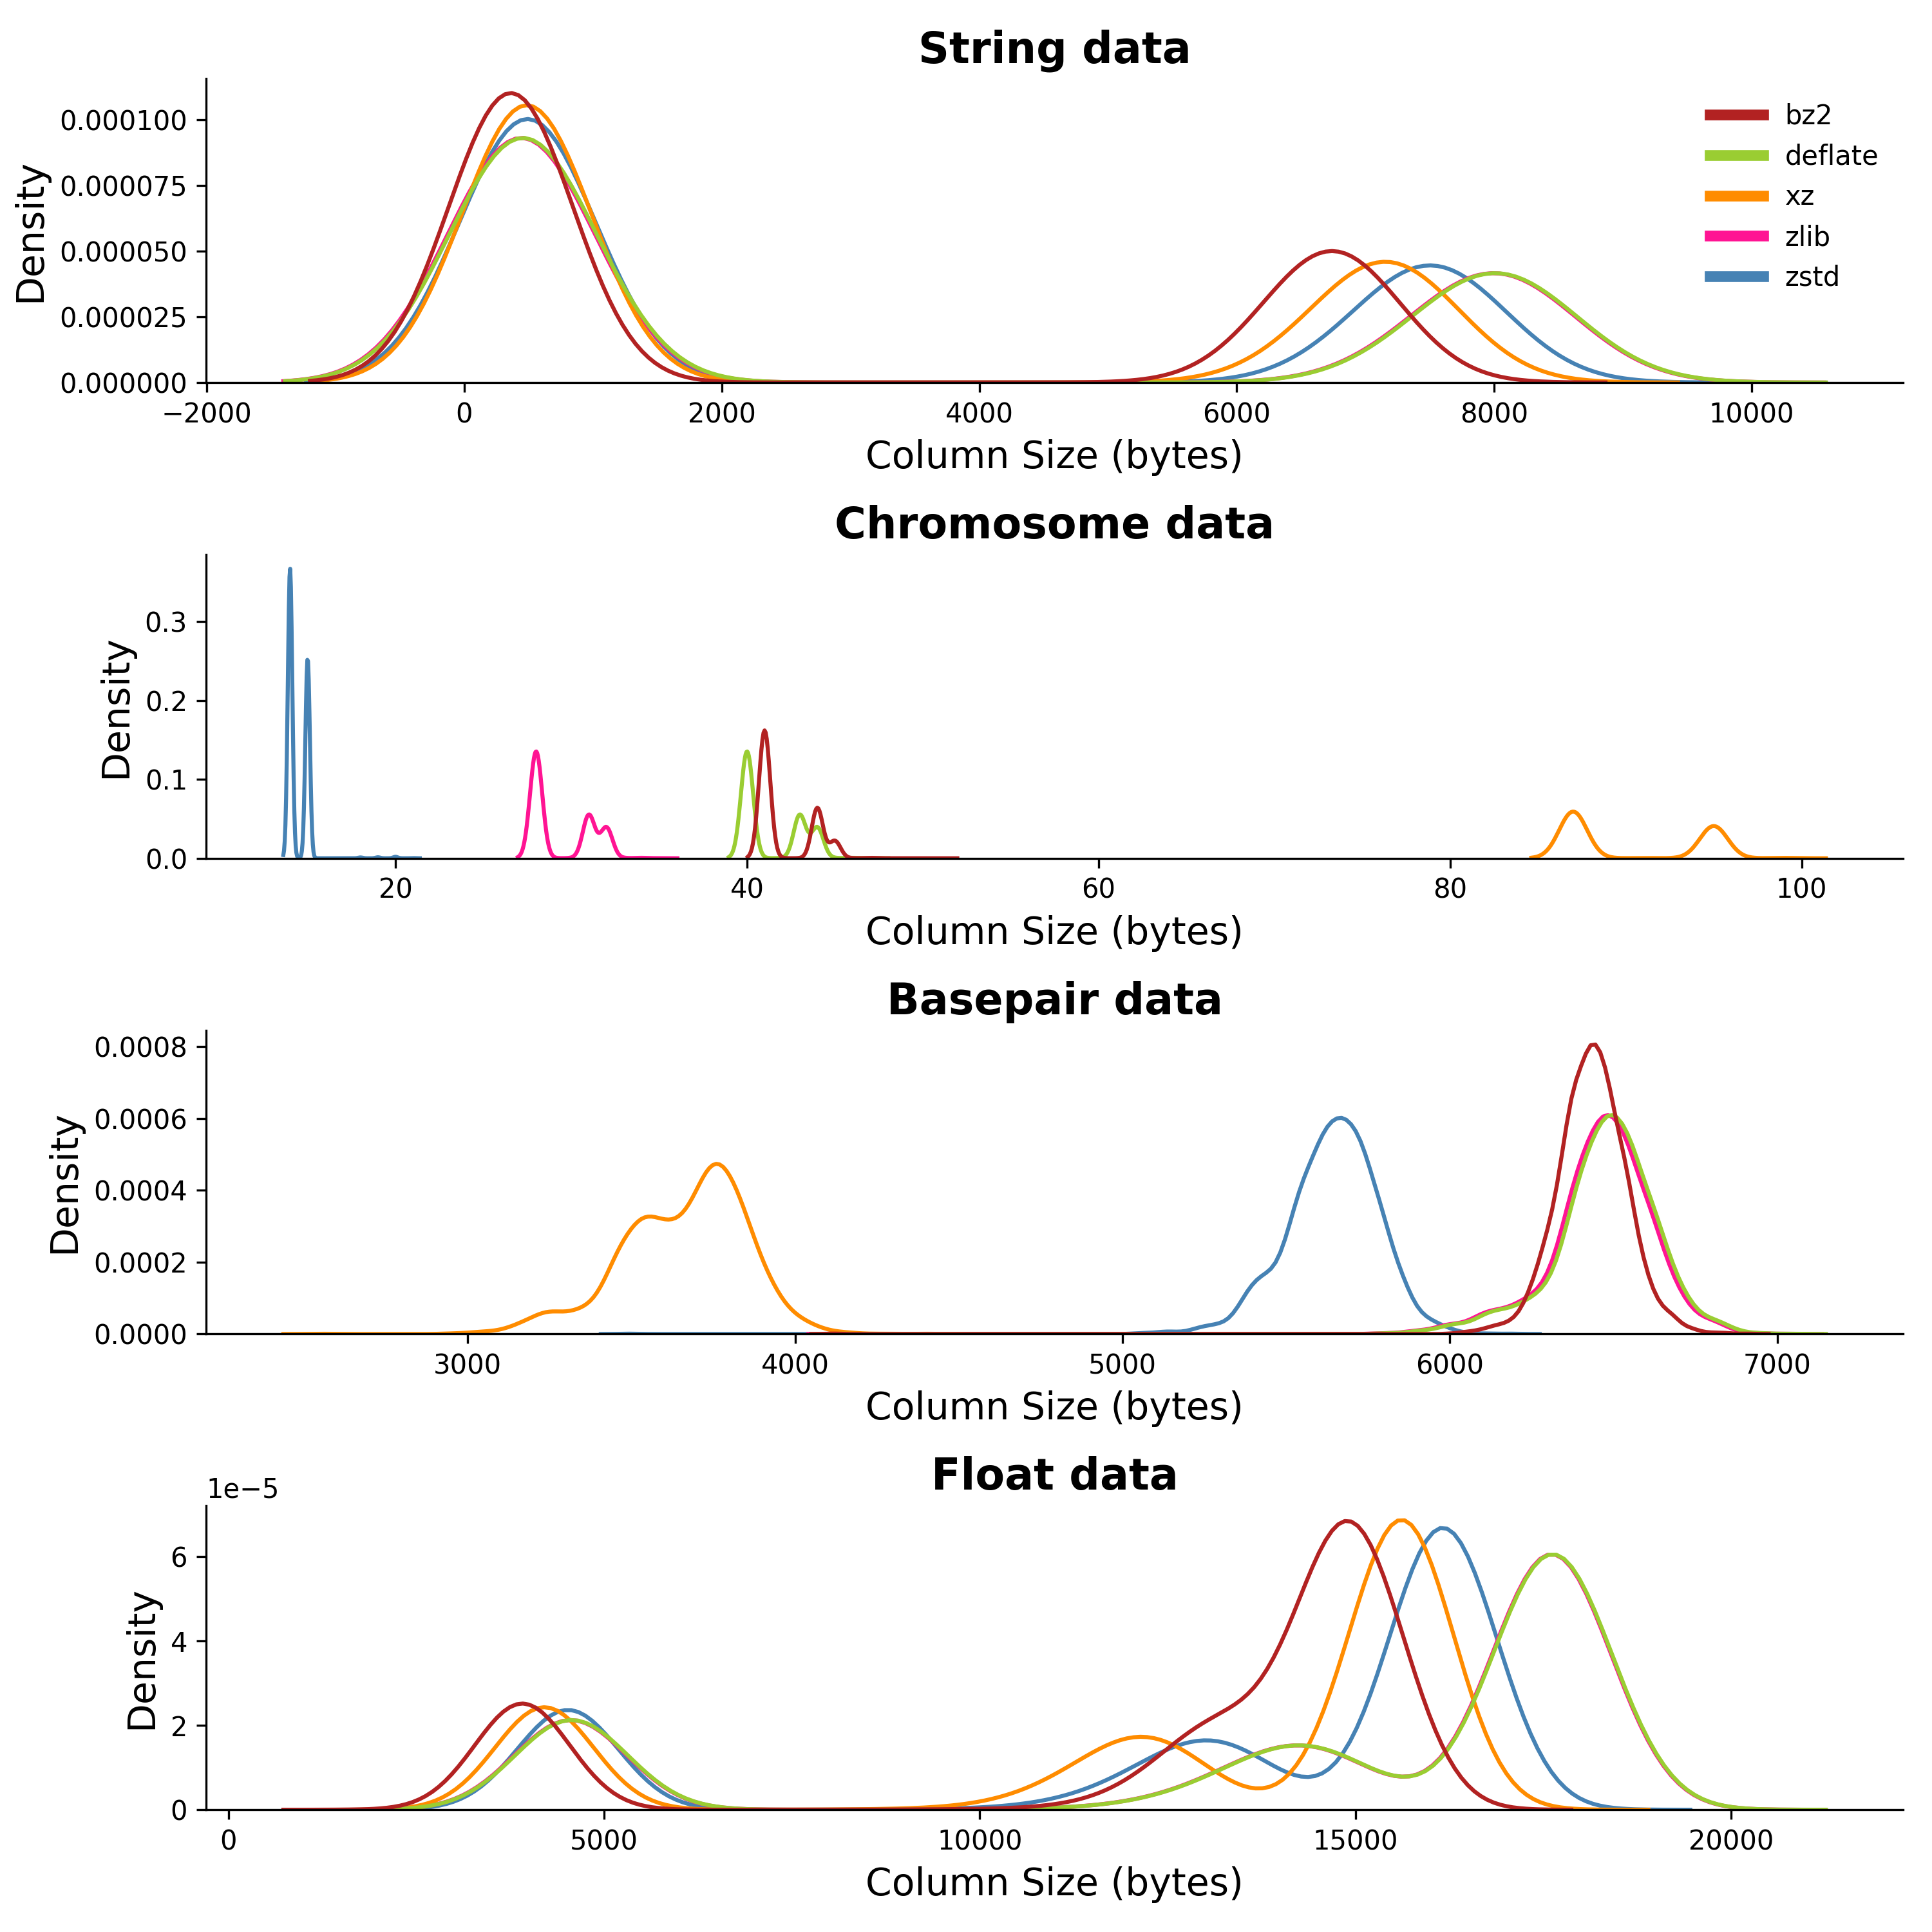 String data
0.000100
0.000075
0.000050
0.000025
0.000000
Density
bz2
deflate
xz
zlib
zstd
−2000 0 2000 4000 6000 8000 10000
Column Size (bytes)
Chromosome data
0.3
0.2
0.1
0.0
Density
20 40 60 80 100
Column Size (bytes)
Basepair data
0.0008
0.0006
0.0004
0.0002
0.0000
Density
3000 4000 5000 6000 7000
Column Size (bytes)
Float data
1e−5
6
4
2
0
Density
0 5000 10000 15000 20000
Column Size (bytes)